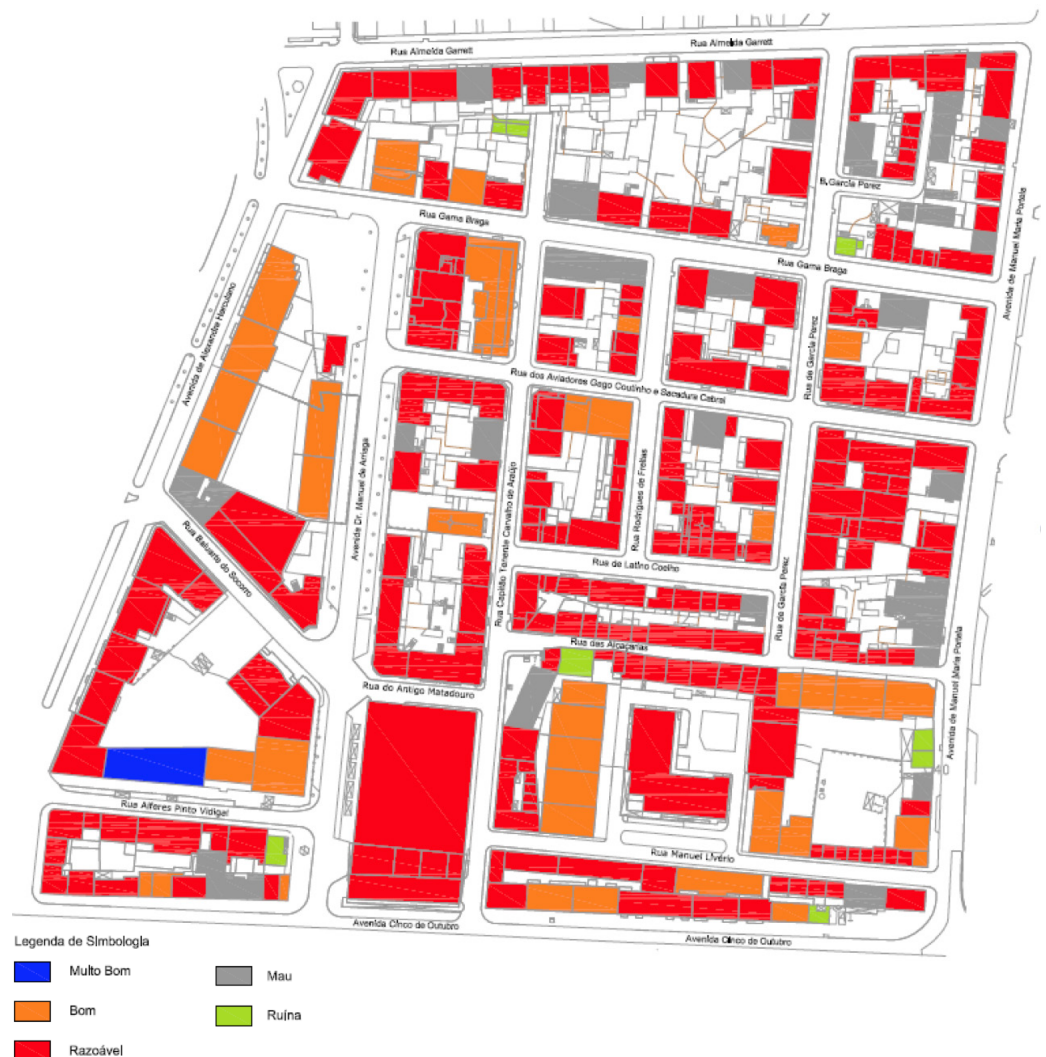 Rua Almeida Garrett
Rua Almeida Garrett
B. García Perez
Rua Gama Braga
Rua Gama Braga
Avenida de Manuel Maria Portela
Avenida de Alexandre Herculano
Rua de García Perez
Rua dos Aviadores Gago Coutinho e Sacadura Cabral
Avenida Dr. Manuel de Arriaga
Rua Capitão Tenente Carvalho de Araújo
Rua Rodrigues de Freitas
Rua Baluarte do Socorro
Rua de Latino Coelho
Rua de García Perez
Rua das Alcaçarias
Avenida de Manuel Maria Portela
Rua do Antigo Matadouro
Rua Alferes Pinto Vidigal
Rua Manuel Livério
Avenida Cinco de Outubro
Avenida Cinco de Outubro
Legenda de Simbologia
Muito Bom
Mau
Bom
Ruína
Razoável